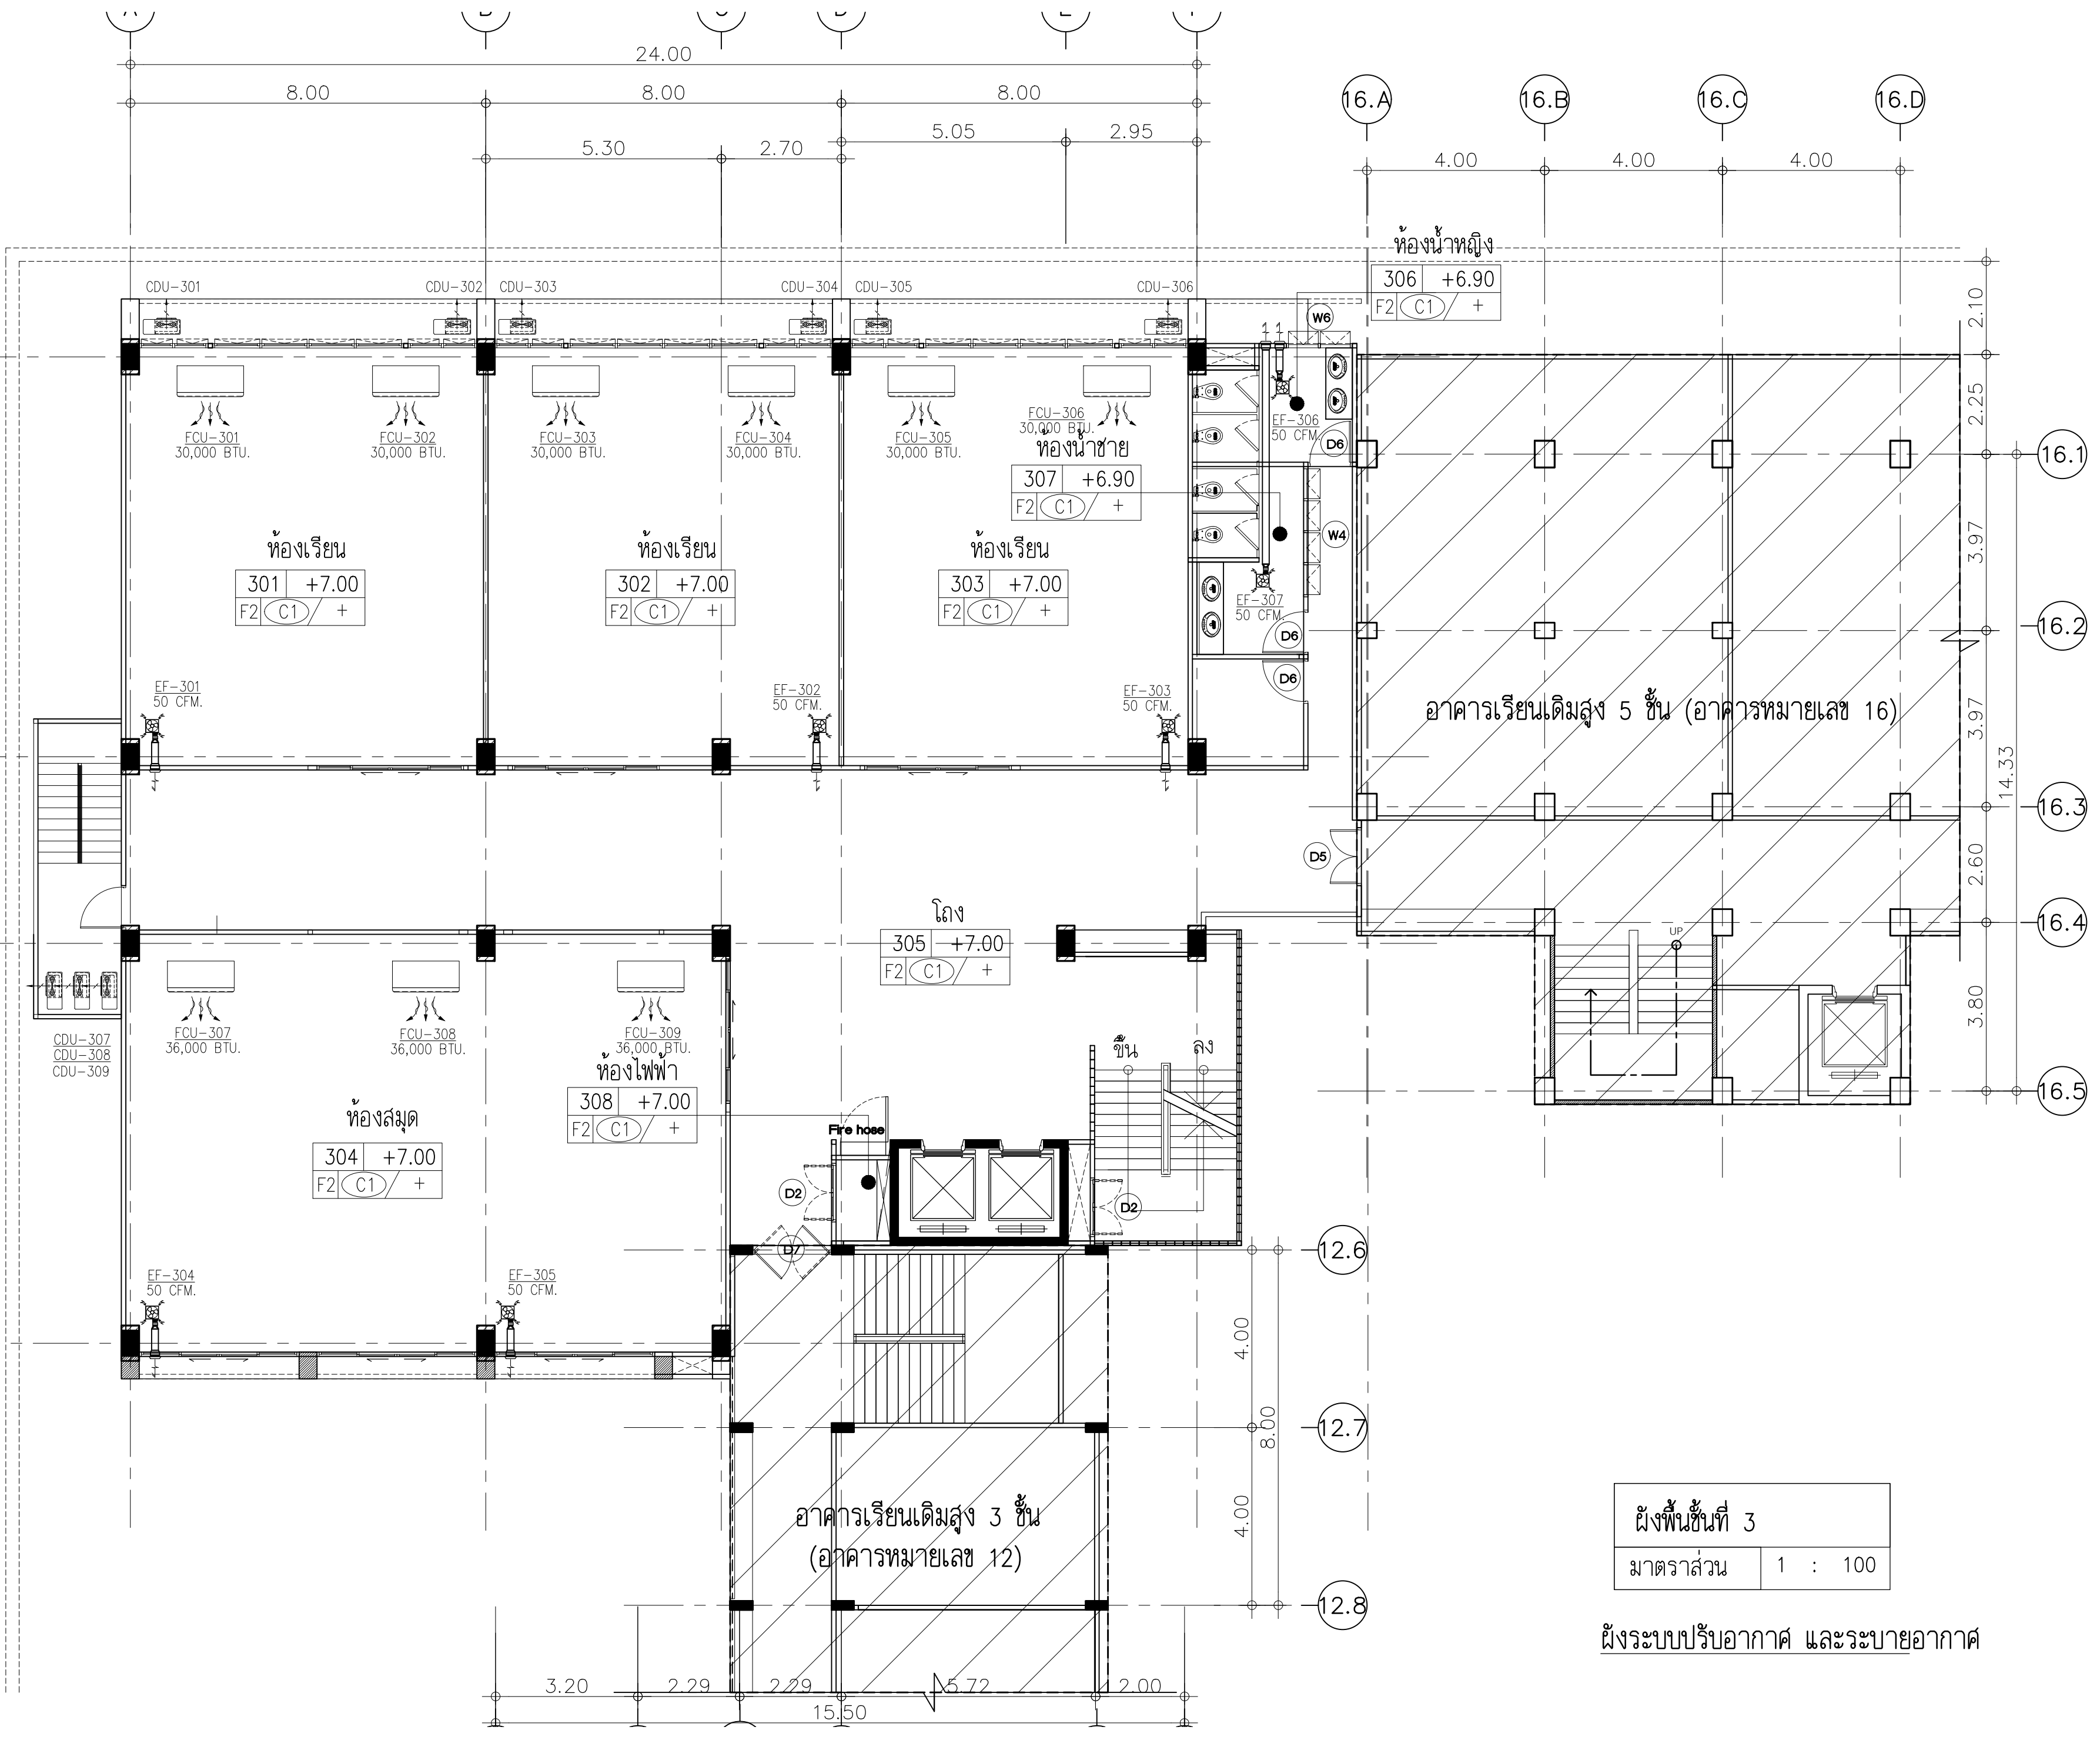 24.00
8.00
8.00
8.00
5.05
2.95
5.30
2.70
16.A
16.B
16.C
16.D
4.00
4.00
4.00
ห้องน้ำหญิง
306 +6.90
F2 C1 / +
CDU-301
CDU-302
CDU-303
CDU-304
CDU-305
CDU-306
W6
2.10
FCU-301
30,000 BTU.
FCU-302
30,000 BTU.
FCU-303
30,000 BTU.
FCU-304
30,000 BTU.
FCU-305
30,000 BTU.
FCU-306
30,000 BTU.
EF-306
50 CFM.
D6
2.25
16.1
ห้องน้ำชาย
307 +6.90
F2 C1 / +
W4
3.97
ห้องเรียน
301 +7.00
F2 C1 / +
ห้องเรียน
302 +7.00
F2 C1 / +
ห้องเรียน
303 +7.00
F2 C1 / +
EF-307
50 CFM.
D6
D6
16.2
EF-301
50 CFM.
EF-302
50 CFM.
EF-303
50 CFM.
อาคารเรียนเดิมสูง 5 ชั้น (อาคารหมายเลข 16)
3.97
14.33
16.3
D5
2.60
โถง
305 +7.00
F2 C1 / +
16.4
UP
3.80
FCU-307
36,000 BTU.
FCU-308
36,000 BTU.
FCU-309
36,000 BTU.
CDU-307
CDU-308
CDU-309
ขึ้น
ลง
16.5
ห้องไฟฟ้า
308 +7.00
F2 C1 / +
ห้องสมุด
304 +7.00
F2 C1 / +
Fire hose
D2
D2
D7
12.6
EF-304
50 CFM.
EF-305
50 CFM.
4.00
8.00
12.7
4.00
อาคารเรียนเดิมสูง 3 ชั้น
(อาคารหมายเลข 12)
12.8
ผังพื้นชั้นที่ 3
มาตราส่วน 1 : 100
ผังระบบปรับอากาศ และระบายอากาศ
3.20
2.29
2.29
5.72
2.00
15.50